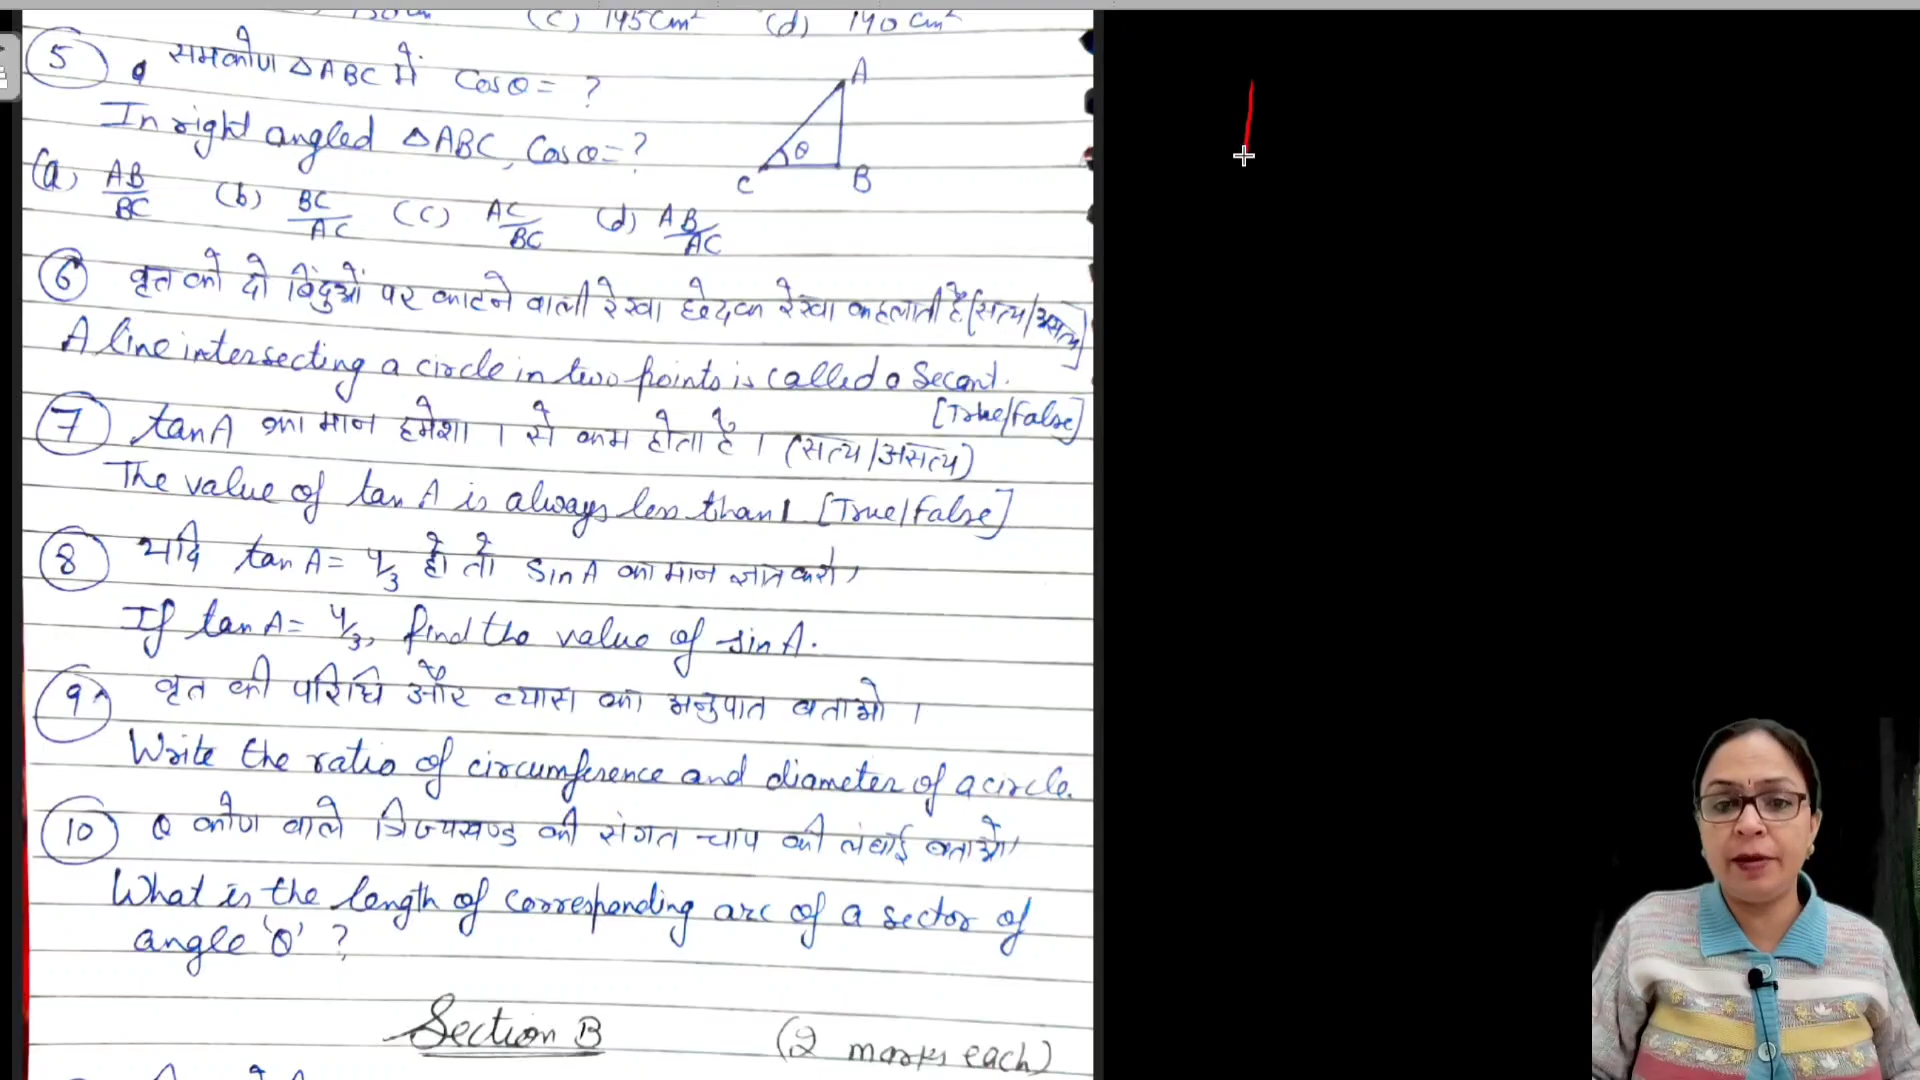 (c) 145 Cm² (d) 140 Cm²
(5) समकोण △ABC में Cosθ = ?
In right angled △ABC, Cosθ = ?
A
θ
C B
(a) AB/BC (b) BC/AC (c) AC/BC (d) AB/AC
(6) वृत को दो बिंदुओं पर काटने वाली रेखा छेदक रेखा कहलाती है [सत्य/असत्य]
A line intersecting a circle in two points is called a Secant.
[True/False]
(7) tanA का मान हमेशा 1 से कम होता है। (सत्य/असत्य)
The value of tan A is always less than 1 [True/False]
(8) यदि tan A = 4/3 हो तो sin A का मान ज्ञात करो।
If tan A = 4/3, find the value of sin A.
(9) वृत की परिधि और व्यास का अनुपात बताओ।
Write the ratio of circumference and diameter of a circle.
(10) θ कोण वाले त्रिज्यखण्ड की संगत चाप की लंबाई बताओ।
What is the length of corresponding arc of a sector of
angle 'θ' ?
Section B (2 marks each)